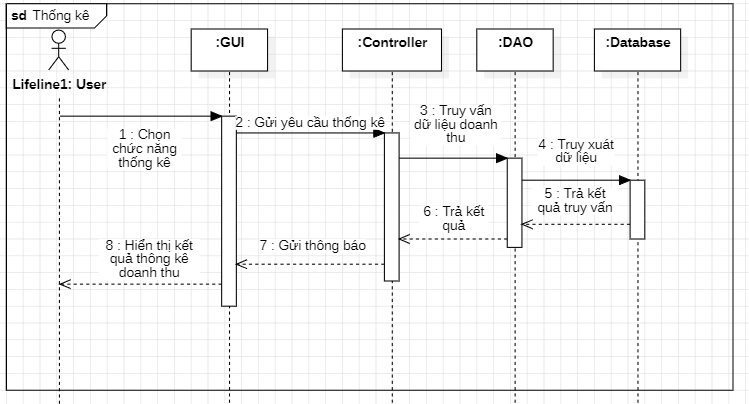 sd Thống kê
Lifeline1: User
:GUI
:Controller
:DAO
:Database
1 : Chọn
chức năng
thống kê
2 : Gửi yêu cầu thống kê
3 : Truy vấn
dữ liệu doanh
thu
4 : Truy xuát
dữ liệu
5 : Trả kết
quả truy vấn
6 : Trả kết
quả
7 : Gửi thông báo
8 : Hiển thị kết
quả thông kê
doanh thu